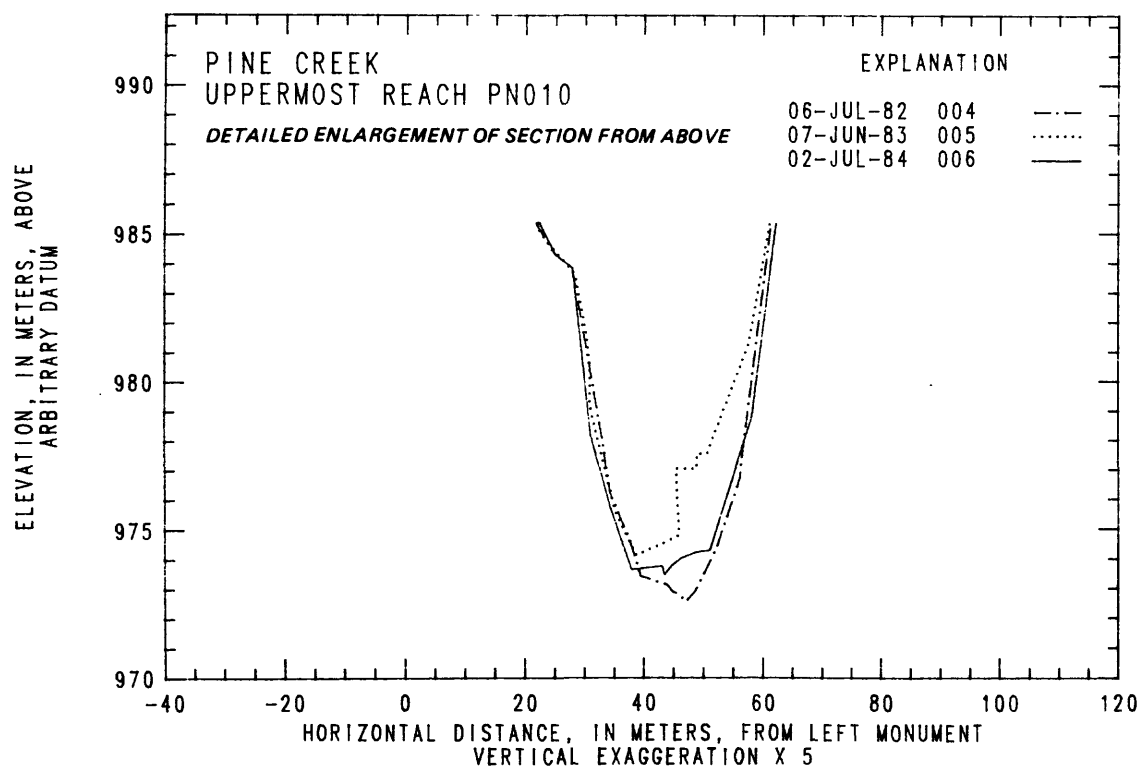 PINE CREEK
UPPERMOST REACH PN010
DETAILED ENLARGEMENT OF SECTION FROM ABOVE
EXPLANATION
06-JUL-82 004
07-JUN-83 005
02-JUL-84 006
ELEVATION, IN METERS, ABOVE
ARBITRARY DATUM
990
985
980
975
970
-40 -20 0 20 40 60 80 100 120
HORIZONTAL DISTANCE, IN METERS, FROM LEFT MONUMENT
VERTICAL EXAGGERATION X 5